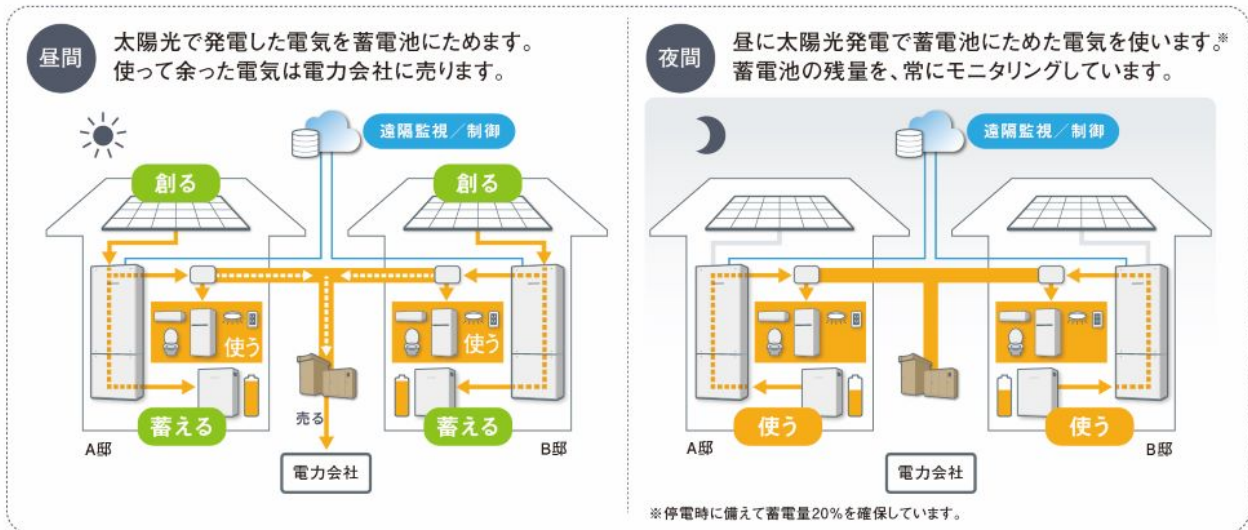 昼間
太陽光で発電した電気を蓄電池にためます。
使って余った電気は電力会社に売ります。
遠隔監視／制御
創る
創る
使う
使う
売る
蓄える
蓄える
A邸
B邸
電力会社
夜間
昼に太陽光発電で蓄電池にためた電気を使います。※
蓄電池の残量を、常にモニタリングしています。
遠隔監視／制御
使う
使う
A邸
B邸
電力会社
※停電時に備えて蓄電量20%を確保しています。